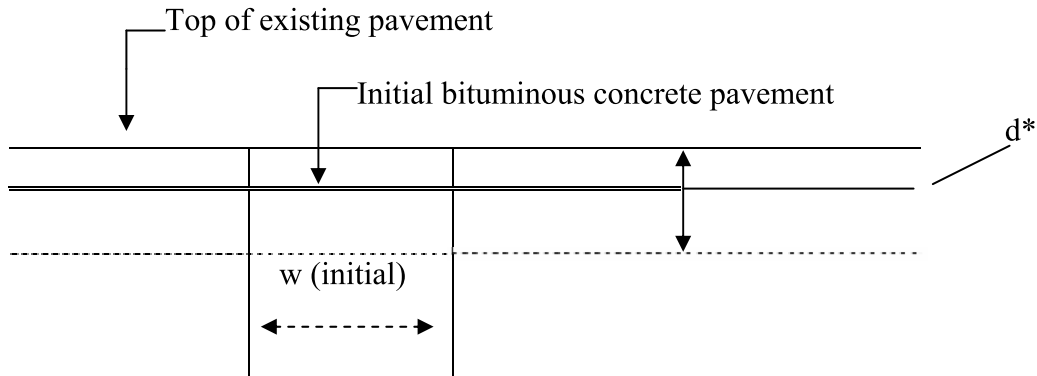 Top of existing pavement
Initial bituminous concrete pavement
d*
w (initial)